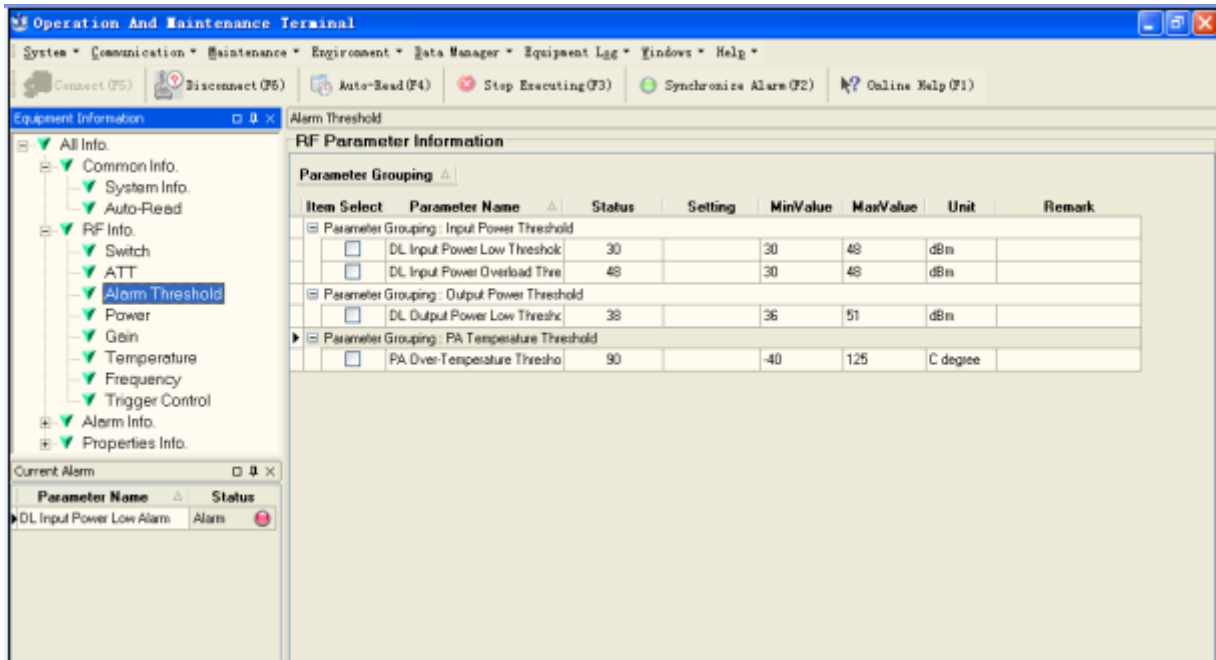 Operation And Maintenance Terminal
System Communication Maintenance Environment Data Manager Equipment Log Windows Help
Connect(F5) Disconnect(F6) Auto-Read(F4) Stop Executing(F3) Synchronize Alarm(F2) Online Help(F1)
Equipment Information
All Info.
Common Info.
System Info.
Auto-Read
RF Info.
Switch
ATT
Alarm Threshold
Power
Gain
Temperature
Frequency
Trigger Control
Alarm Info.
Properties Info.
Current Alarm
Parameter Name Status
DL Input Power Low Alarm Alarm
Alarm Threshold
RF Parameter Information
Parameter Grouping
Item Select Parameter Name Status Setting MinValue MaxValue Unit Remark
Parameter Grouping : Input Power Threshold
DL Input Power Low Threshol 30 30 48 dBm
DL Input Power Overload Thre 48 30 48 dBm
Parameter Grouping : Output Power Threshold
DL Output Power Low Thresho 38 36 51 dBm
Parameter Grouping : PA Temperature Threshold
PA Over-Temperature Thresho 90 -40 125 C degree